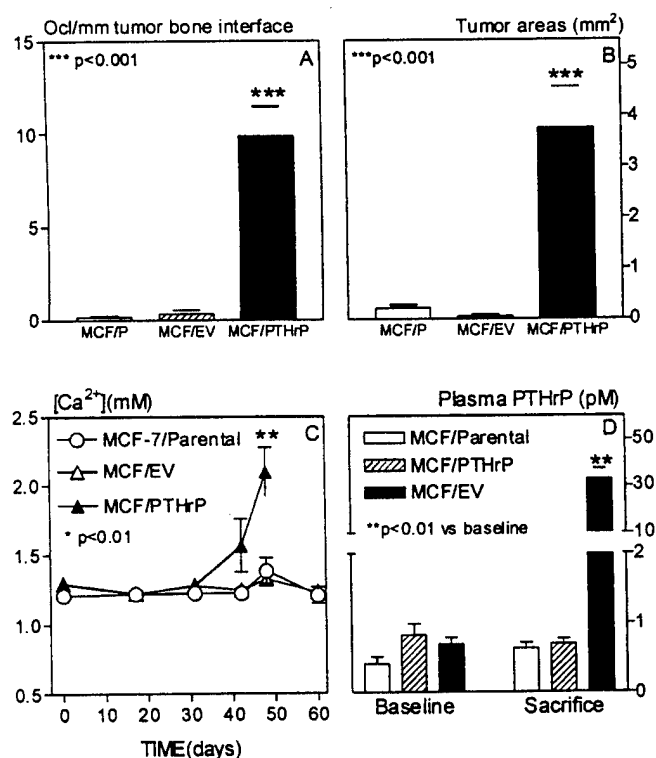 Ocl/mm tumor bone interface
A
*** p<0.001
***
15
10
5
0
MCF/P MCF/EV MCF/PTHrP
Tumor areas (mm2)
B
***p<0.001
***
5
4
3
2
1
0
MCF/P MCF/EV MCF/PTHrP
[Ca2+](mM)
C
2.5
2.0
1.5
1.0
0.5
MCF-7/Parental
MCF/EV
MCF/PTHrP
* p<0.01
**
0 10 20 30 40 50 60
TIME(days)
Plasma PTHrP (pM)
D
MCF/Parental
MCF/PTHrP
MCF/EV
**p<0.01 vs baseline
**
50
30
10
2
1
0
Baseline Sacrifice